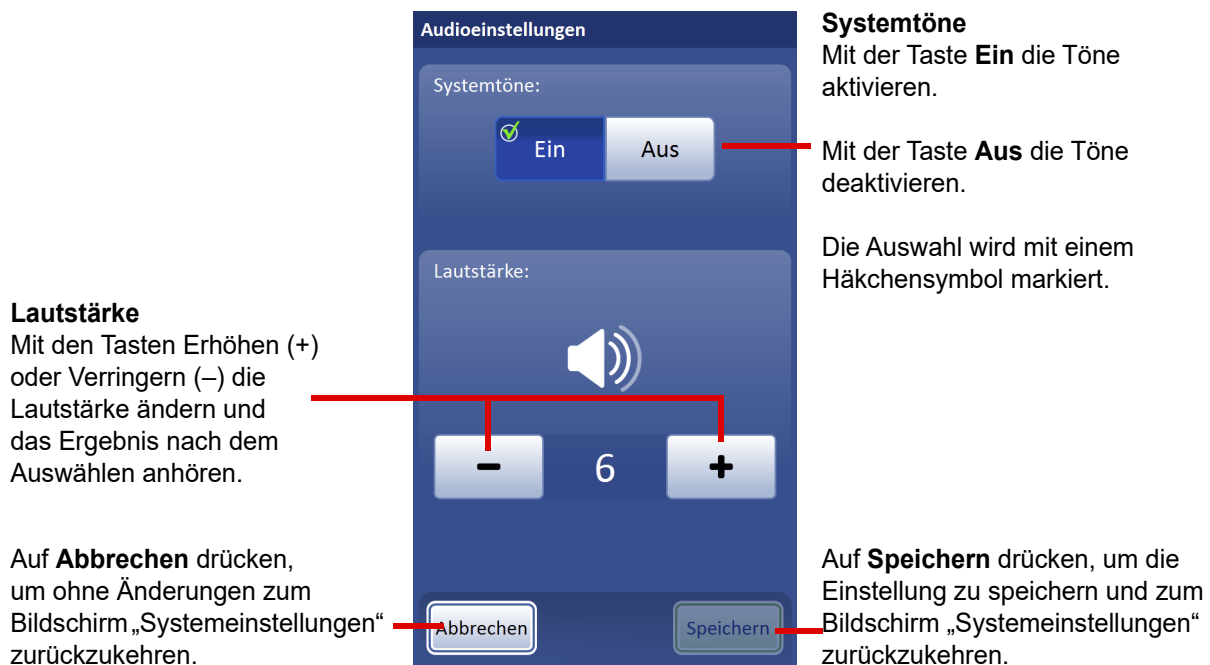 Audioeinstellungen
Systemtöne:
Ein
Aus
Lautstärke:
–
6
+
Abbrechen
Speichern
Systemtöne
Mit der Taste Ein die Töne
aktivieren.
Mit der Taste Aus die Töne
deaktivieren.
Die Auswahl wird mit einem
Häkchensymbol markiert.
Lautstärke
Mit den Tasten Erhöhen (+)
oder Verringern (–) die
Lautstärke ändern und
das Ergebnis nach dem
Auswählen anhören.
Auf Abbrechen drücken,
um ohne Änderungen zum
Bildschirm „Systemeinstellungen“
zurückzukehren.
Auf Speichern drücken, um die
Einstellung zu speichern und zum
Bildschirm „Systemeinstellungen“
zurückzukehren.